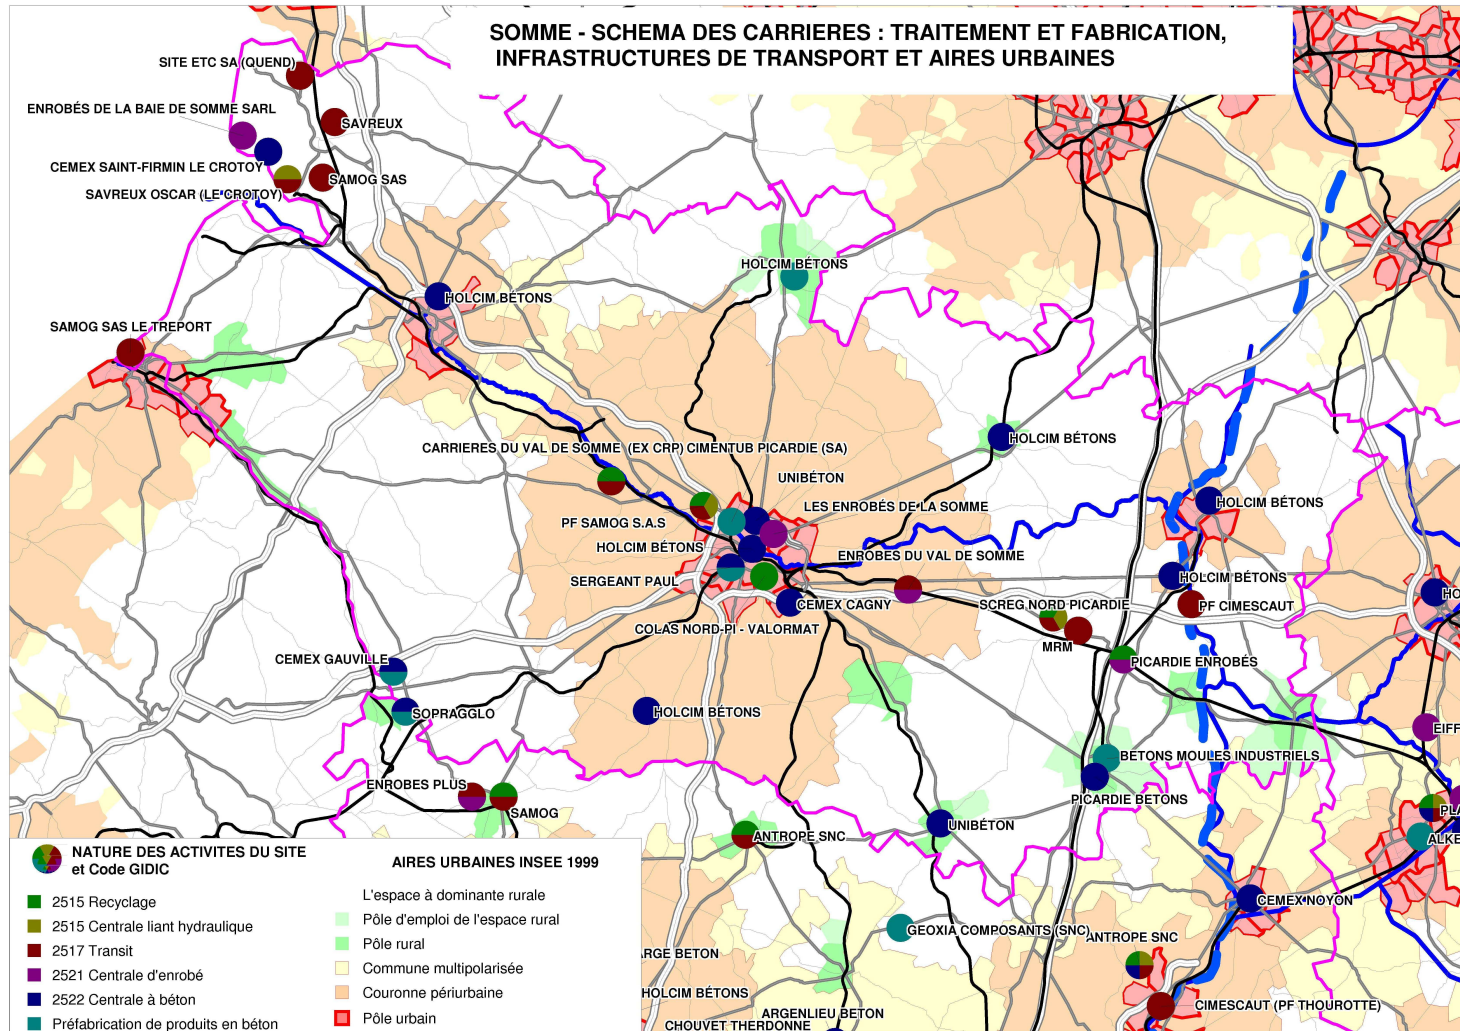 SOMME - SCHEMA DES CARRIERES : TRAITEMENT ET FABRICATION,
INFRASTRUCTURES DE TRANSPORT ET AIRES URBAINES
SITE ETC SA (QUEND)
ENROBÉS DE LA BAIE DE SOMME SARL
SAVREUX
CEMEX SAINT-FIRMIN LE CROTOY
SAMOG SAS
SAVREUX OSCAR (LE CROTOY)
HOLCIM BÉTONS
HOLCIM BÉTONS
SAMOG SAS LE TREPORT
HOLCIM BÉTONS
CARRIERES DU VAL DE SOMME (EX CRP) CIMENTUB PICARDIE (SA)
UNIBÉTON
HOLCIM BÉTONS
LES ENROBÉS DE LA SOMME
PF SAMOG S.A.S
HOLCIM BÉTONS
ENROBES DU VAL DE SOMME
SERGEANT PAUL
HOLCIM BÉTONS
CEMEX CAGNY
SCREG NORD PICARDIE
PF CIMESCAUT
HO
COLAS NORD-PI - VALORMAT
MRM
CEMEX GAUVILLE
PICARDIE ENROBÉS
SOPRAGGLO
HOLCIM BÉTONS
EIFF
BETONS MOULES INDUSTRIELS
ENROBES PLUS
PICARDIE BETONS
SAMOG
PLA
UNIBÉTON
ANTROPE SNC
ALKE
CEMEX NOYON
GEOXIA COMPOSANTS (SNC)
ANTROPE SNC
ARGE BETON
HOLCIM BÉTONS
CIMESCAUT (PF THOUROTTE)
ARGENLIEU BETON
CHOUVET THERDONNE
NATURE DES ACTIVITES DU SITE
et Code GIDIC
2515 Recyclage
2515 Centrale liant hydraulique
2517 Transit
2521 Centrale d'enrobé
2522 Centrale à béton
Préfabrication de produits en béton
AIRES URBAINES INSEE 1999
L'espace à dominante rurale
Pôle d'emploi de l'espace rural
Pôle rural
Commune multipolarisée
Couronne périurbaine
Pôle urbain